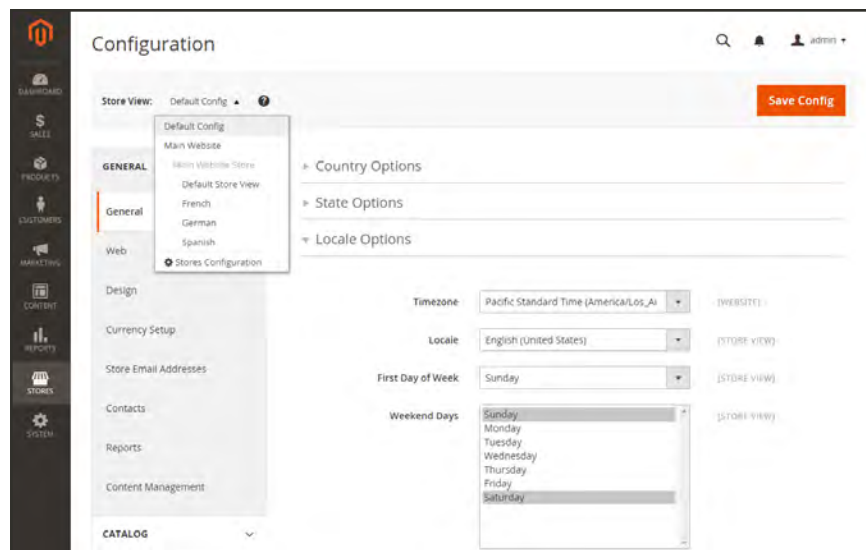 Configuration
admin
DASHBOARD
SALES
PRODUCTS
CUSTOMERS
MARKETING
CONTENT
REPORTS
STORES
SYSTEM
Store View: Default Config
Save Config
Default Config
Main Website
Main Website Store
Default Store View
French
German
Spanish
Stores Configuration
GENERAL
General
Web
Design
Currency Setup
Store Email Addresses
Contacts
Reports
Content Management
CATALOG
Country Options
State Options
Locale Options
Timezone Pacific Standard Time (America/Los_A [WEBSITE]
Locale English (United States) [STORE VIEW]
First Day of Week Sunday [STORE VIEW]
Weekend Days [STORE VIEW]
Sunday
Monday
Tuesday
Wednesday
Thursday
Friday
Saturday